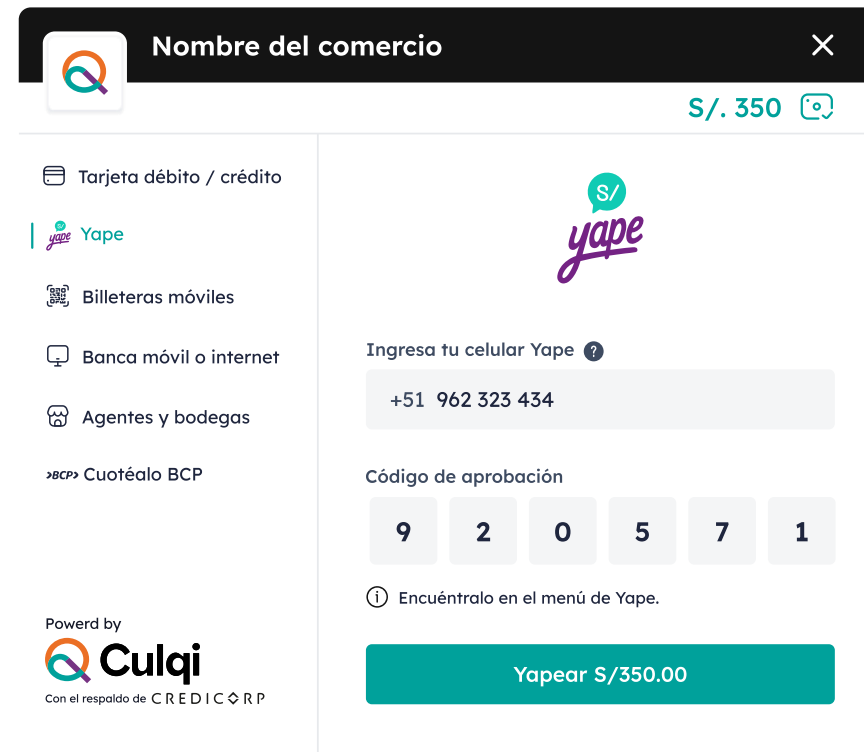 Nombre del comercio
S/. 350
Tarjeta débito / crédito
yape Yape
Billeteras móviles
Banca móvil o internet
Agentes y bodegas
›BCP› Cuotéalo BCP
Powerd by
Culqi
Con el respaldo de CREDICORP
S/
yape
Ingresa tu celular Yape ?
+51 962 323 434
Código de aprobación
9 2 0 5 7 1
Encuéntralo en el menú de Yape.
Yapear S/350.00